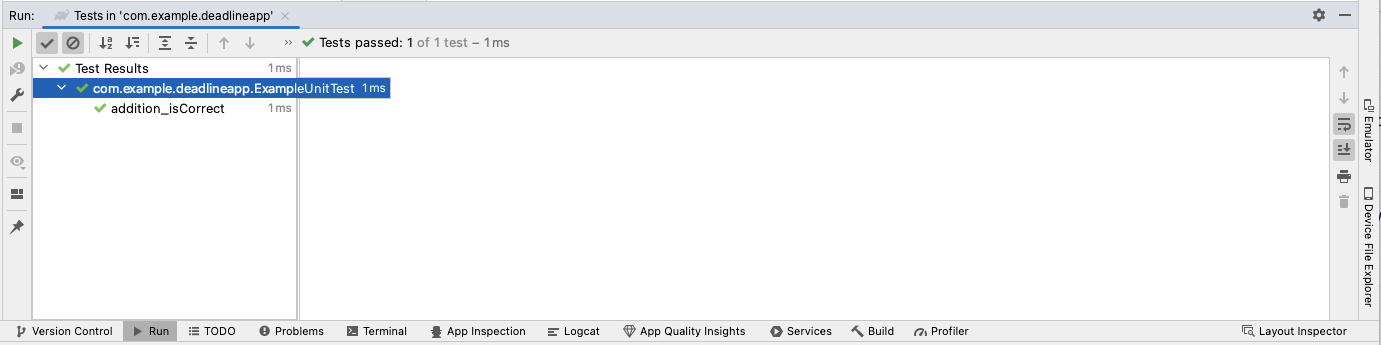 Run: Tests in 'com.example.deadlineapp'
Tests passed: 1 of 1 test – 1 ms
Test Results 1 ms
com.example.deadlineapp.ExampleUnitTest 1 ms
addition_isCorrect 1 ms
Emulator
Device File Explorer
Version Control Run TODO Problems Terminal App Inspection Logcat App Quality Insights Services Build Profiler Layout Inspector